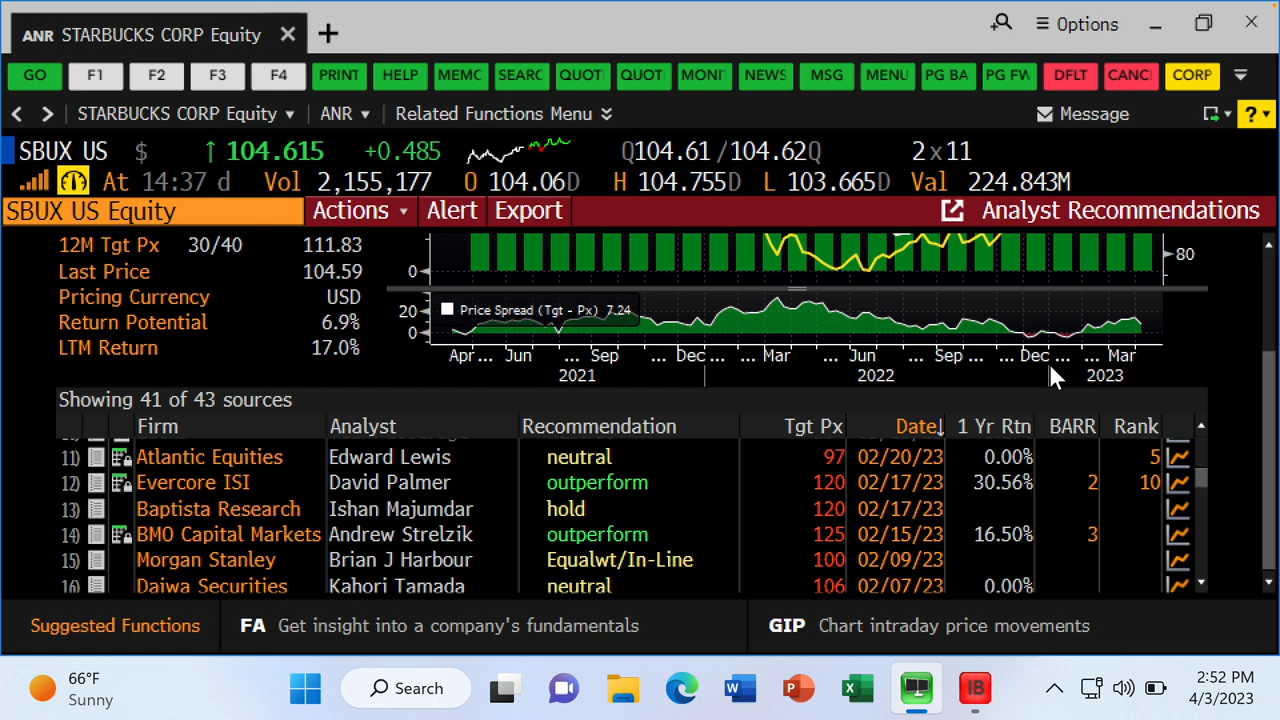 ANR STARBUCKS CORP Equity
Options
GO F1 F2 F3 F4 PRINT HELP MEMC SEARC QUOTI QUOTI MONI NEWS MSG MENU PG BA PG FW DFLT CANCI CORP
STARBUCKS CORP Equity ANR Related Functions Menu Message ?
SBUX US $ ↑ 104.615 +0.485 Q104.61 /104.62Q 2 x 11
At 14:37 d Vol 2,155,177 O 104.06D H 104.755D L 103.665D Val 224.843M
SBUX US Equity Actions Alert Export Analyst Recommendations
12M Tgt Px 30/40 111.83
Last Price 104.59
Pricing Currency USD
Return Potential 6.9%
LTM Return 17.0%
0 80
Price Spread (Tgt - Px) 7.24
20
0
Apr ... Jun ... Sep ... Dec ... Mar ... Jun ... Sep ... Dec ... ... Mar
2021 2022 2023
Showing 41 of 43 sources
Firm Analyst Recommendation Tgt Px Date↓ 1 Yr Rtn BARR Rank
11) Atlantic Equities Edward Lewis neutral 97 02/20/23 0.00% 5
12) Evercore ISI David Palmer outperform 120 02/17/23 30.56% 2 10
13) Baptista Research Ishan Majumdar hold 120 02/17/23
14) BMO Capital Markets Andrew Strelzik outperform 125 02/15/23 16.50% 3
15) Morgan Stanley Brian J Harbour Equalwt/In-Line 100 02/09/23
16) Daiwa Securities Kahori Tamada neutral 106 02/07/23 0.00%
Suggested Functions FA Get insight into a company's fundamentals GIP Chart intraday price movements
66°F
Sunny
Search
IB
2:52 PM
4/3/2023